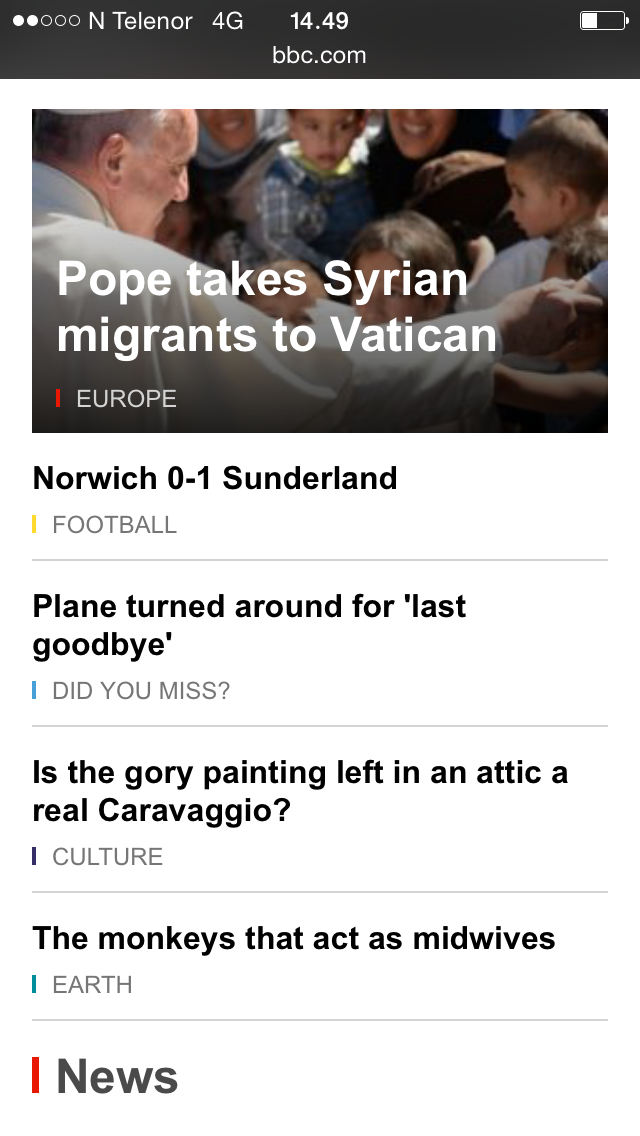 N Telenor 4G 14.49
bbc.com
Pope takes Syrian
migrants to Vatican
EUROPE
Norwich 0-1 Sunderland
FOOTBALL
Plane turned around for 'last
goodbye'
DID YOU MISS?
Is the gory painting left in an attic a
real Caravaggio?
CULTURE
The monkeys that act as midwives
EARTH
News